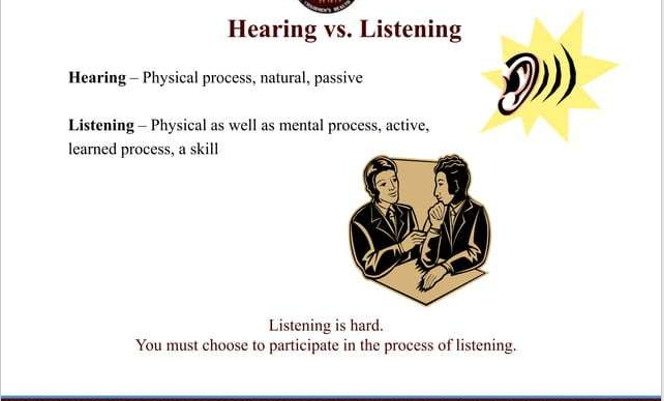 Hearing vs. Listening
Hearing – Physical process, natural, passive
Listening – Physical as well as mental process, active,
learned process, a skill
Listening is hard.
You must choose to participate in the process of listening.